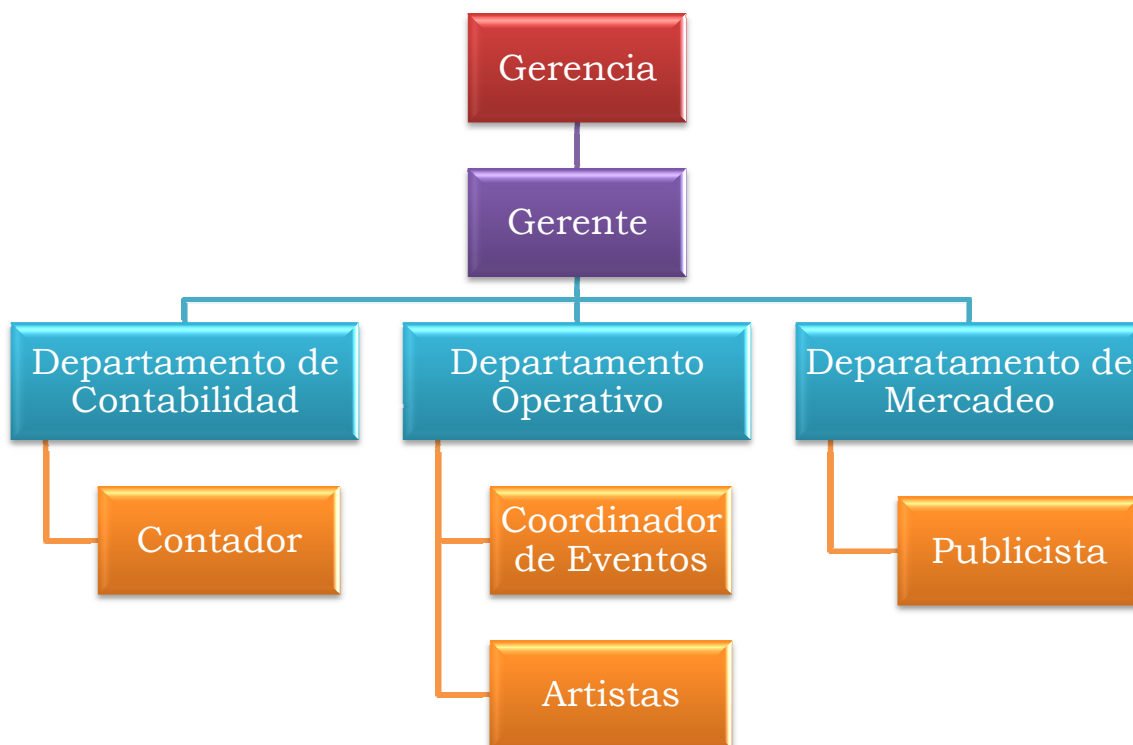 Gerencia
Gerente
Departamento de
Contabilidad
Departamento
Operativo
Deparatamento de
Mercadeo
Contador
Coordinador
de Eventos
Artistas
Publicista